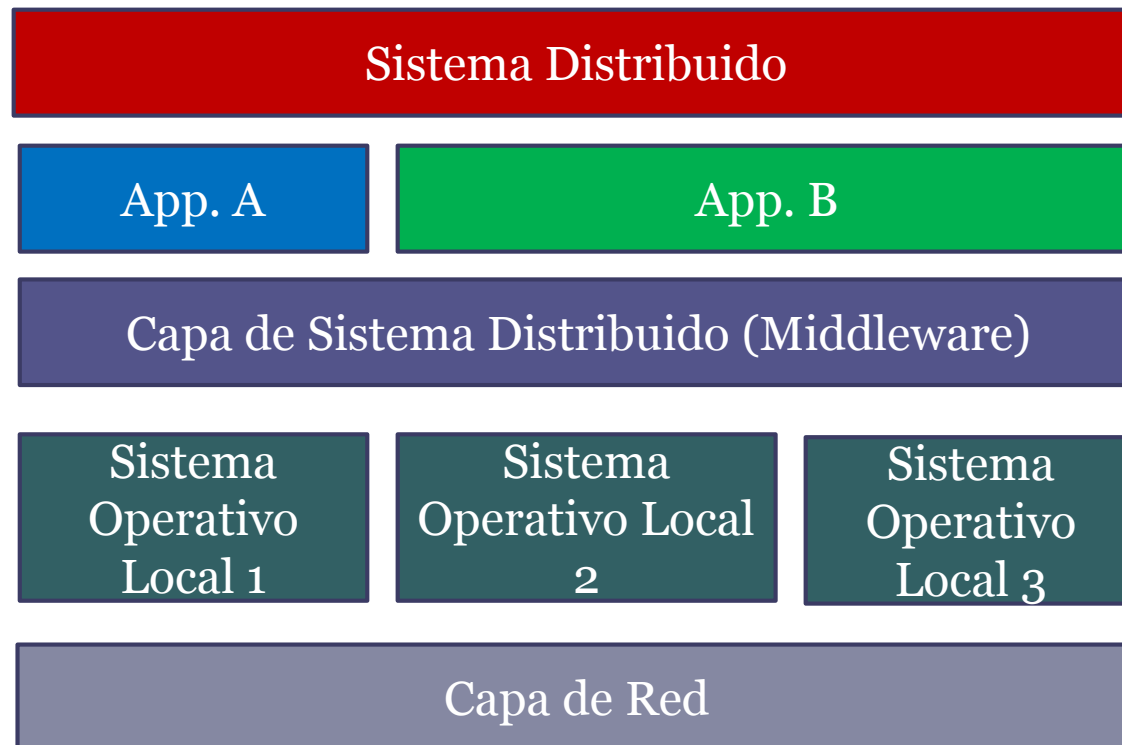 Sistema Distribuido
App. A
App. B
Capa de Sistema Distribuido (Middleware)
Sistema
Operativo
Local 1
Sistema
Operativo Local
2
Sistema
Operativo
Local 3
Capa de Red